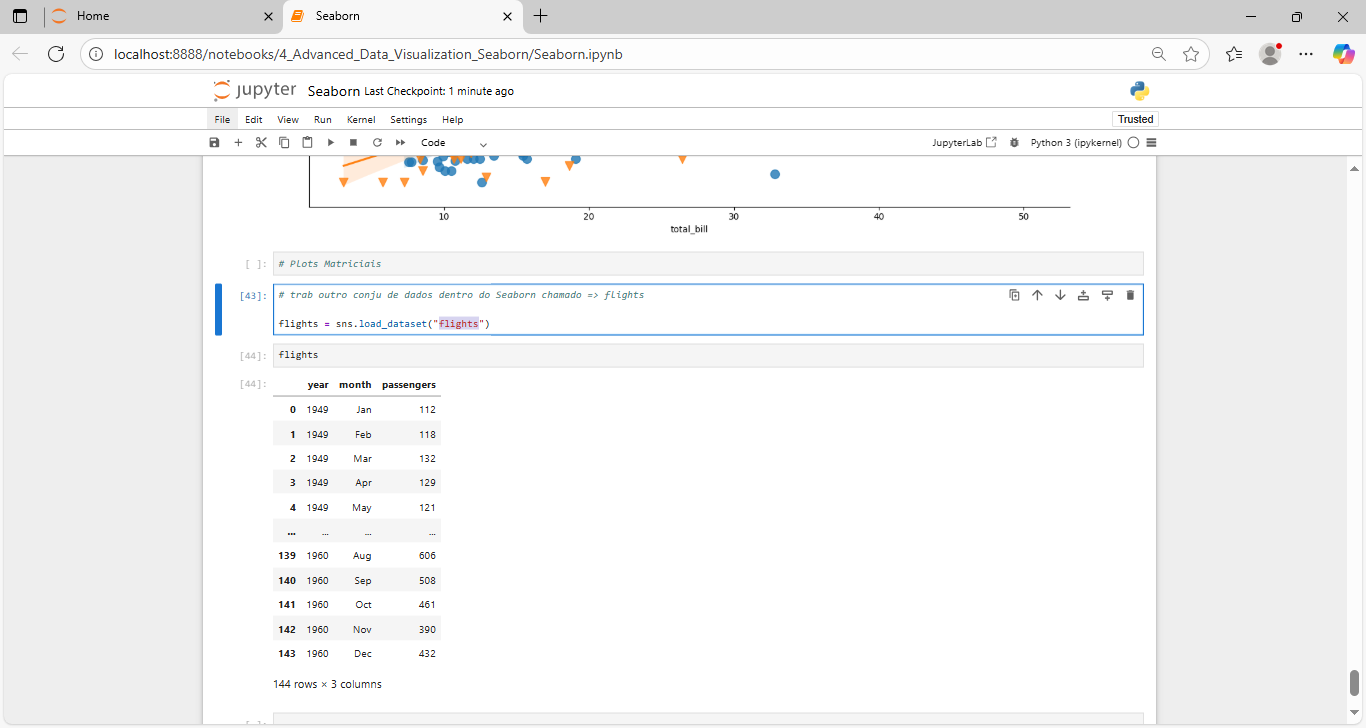 Home
Seaborn
localhost:8888/notebooks/4_Advanced_Data_Visualization_Seaborn/Seaborn.ipynb
jupyter Seaborn Last Checkpoint: 1 minute ago
File Edit View Run Kernel Settings Help
Trusted
Code
JupyterLab
Python 3 (ipykernel)
10 20 30 40 50
total_bill
[ ]: # Plots Matriciais
[43]: # trab outro conju de dados dentro do Seaborn chamado => flights
flights = sns.load_dataset("flights")
[44]: flights
[44]: year month passengers
0 1949 Jan 112
1 1949 Feb 118
2 1949 Mar 132
3 1949 Apr 129
4 1949 May 121
... ... ... ...
139 1960 Aug 606
140 1960 Sep 508
141 1960 Oct 461
142 1960 Nov 390
143 1960 Dec 432
144 rows × 3 columns
[ ]: